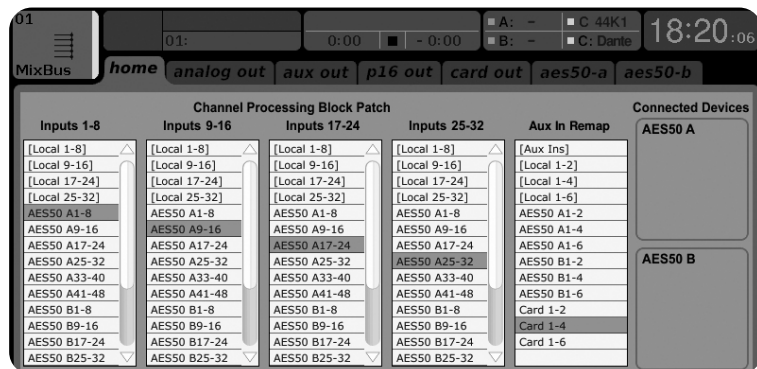 01
A: - C 44K1
01: 0:00 - 0:00 B: - C: Dante 18:20:06
MixBus
home analog out aux out p16 out card out aes50-a aes50-b
Channel Processing Block Patch Connected Devices
Inputs 1-8 Inputs 9-16 Inputs 17-24 Inputs 25-32 Aux In Remap AES50 A
[Local 1-8] [Local 1-8] [Local 1-8] [Local 1-8] [Aux Ins]
[Local 9-16] [Local 9-16] [Local 9-16] [Local 9-16] [Local 1-2]
[Local 17-24] [Local 17-24] [Local 17-24] [Local 17-24] [Local 1-4]
[Local 25-32] [Local 25-32] [Local 25-32] [Local 25-32] [Local 1-6]
AES50 A1-8 AES50 A1-8 AES50 A1-8 AES50 A1-8 AES50 A1-2
AES50 A9-16 AES50 A9-16 AES50 A9-16 AES50 A9-16 AES50 A1-4
AES50 A17-24 AES50 A17-24 AES50 A17-24 AES50 A17-24 AES50 A1-6
AES50 A25-32 AES50 A25-32 AES50 A25-32 AES50 A25-32 AES50 B1-2 AES50 B
AES50 A33-40 AES50 A33-40 AES50 A33-40 AES50 A33-40 AES50 B1-4
AES50 A41-48 AES50 A41-48 AES50 A41-48 AES50 A41-48 AES50 B1-6
AES50 B1-8 AES50 B1-8 AES50 B1-8 AES50 B1-8 Card 1-2
AES50 B9-16 AES50 B9-16 AES50 B9-16 AES50 B9-16 Card 1-4
AES50 B17-24 AES50 B17-24 AES50 B17-24 AES50 B17-24 Card 1-6
AES50 B25-32 AES50 B25-32 AES50 B25-32 AES50 B25-32